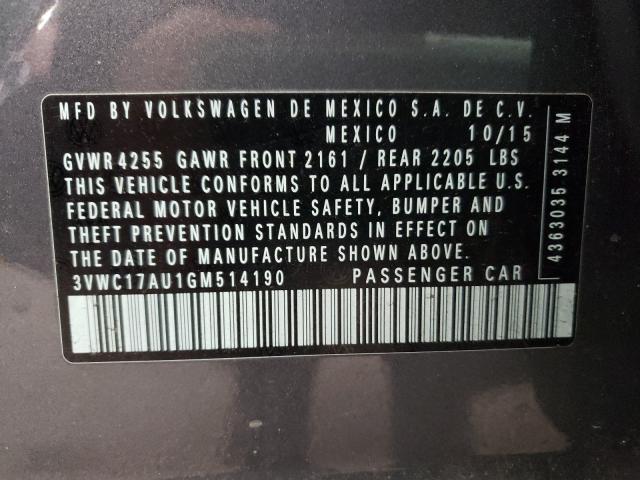 MFD BY VOLKSWAGEN DE MEXICO S.A. DE C.V.
MEXICO 10/15
GVWR 4255 GAWR FRONT 2161 / REAR 2205 LBS
THIS VEHICLE CONFORMS TO ALL APPLICABLE U.S.
FEDERAL MOTOR VEHICLE SAFETY, BUMPER AND
THEFT PREVENTION STANDARDS IN EFFECT ON
THE DATE OF MANUFACTURE SHOWN ABOVE.
3VWC17AU1GM514190 PASSENGER CAR
4363035 3144 M